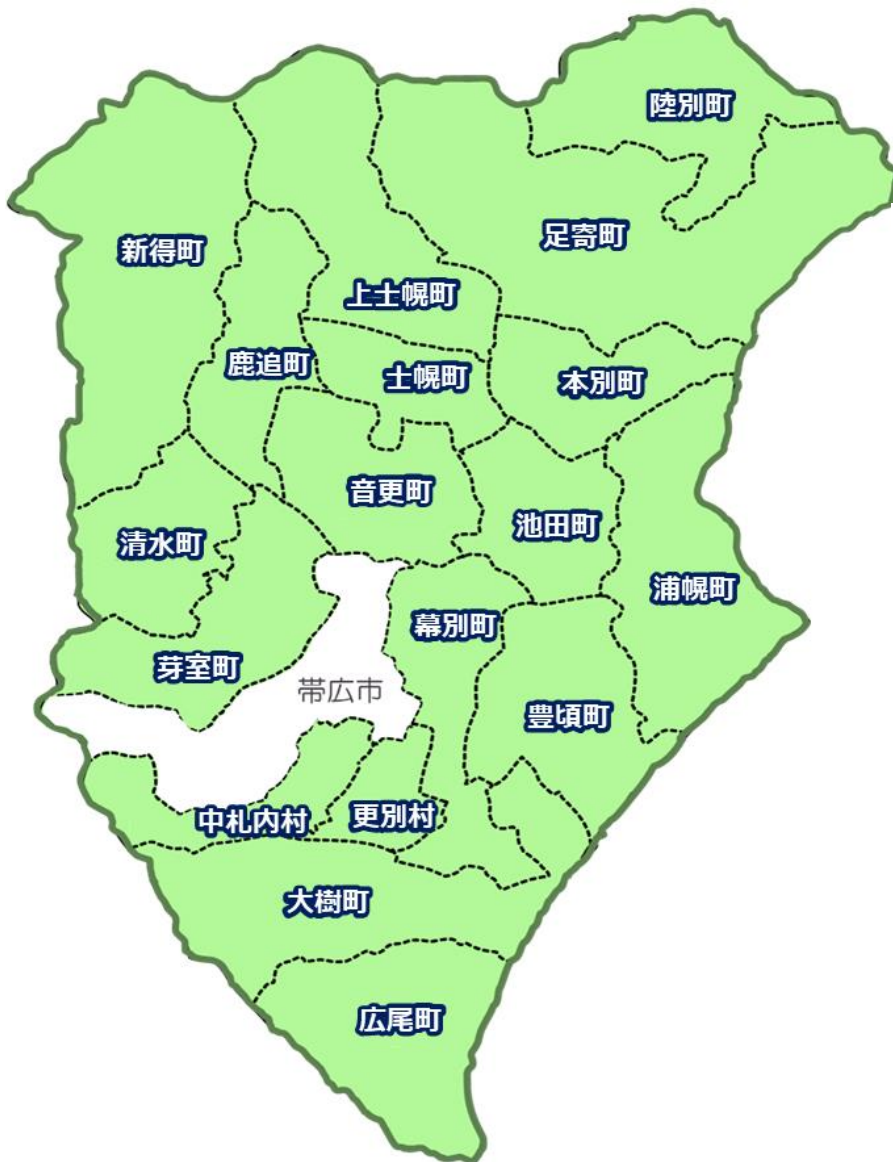 陸別町
足寄町
新得町
上士幌町
鹿追町
士幌町
本別町
音更町
池田町
清水町
浦幌町
幕別町
芽室町
帯広市
豊頃町
中札内村
更別村
大樹町
広尾町